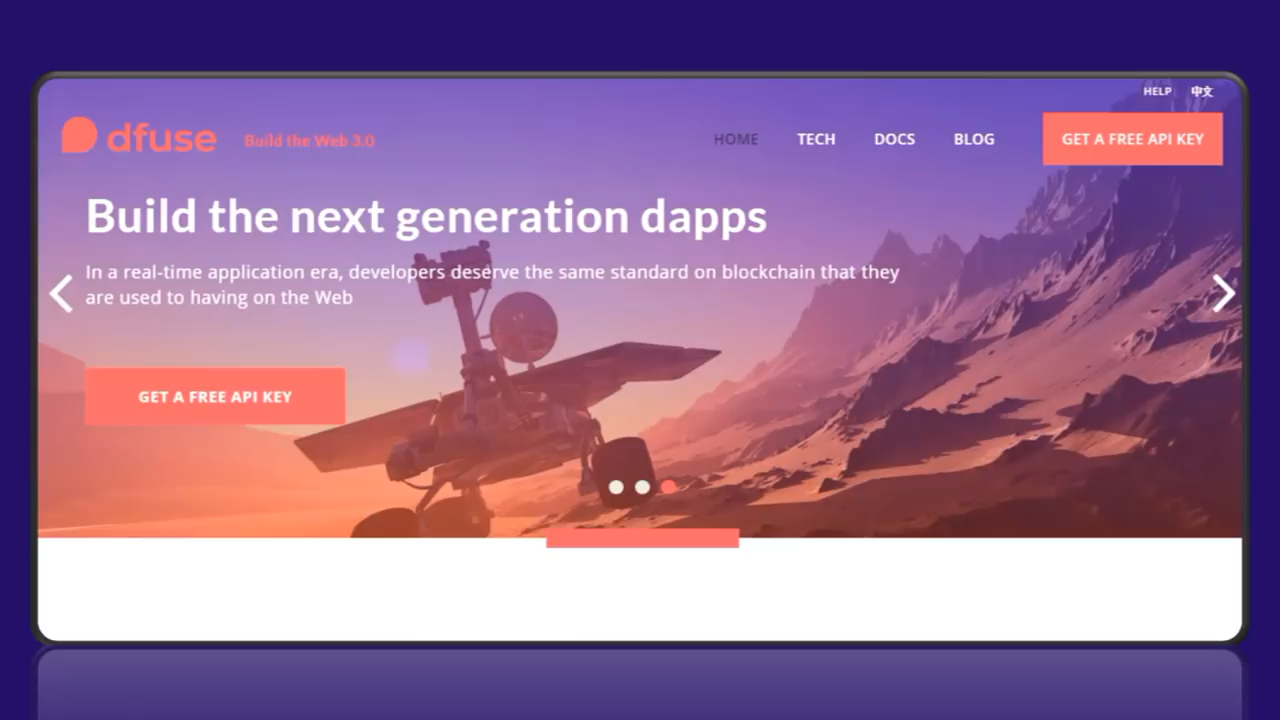 HELP 中文
dfuse Build the Web 3.0 HOME TECH DOCS BLOG GET A FREE API KEY
Build the next generation dapps
In a real-time application era, developers deserve the same standard on blockchain that they
are used to having on the Web
GET A FREE API KEY